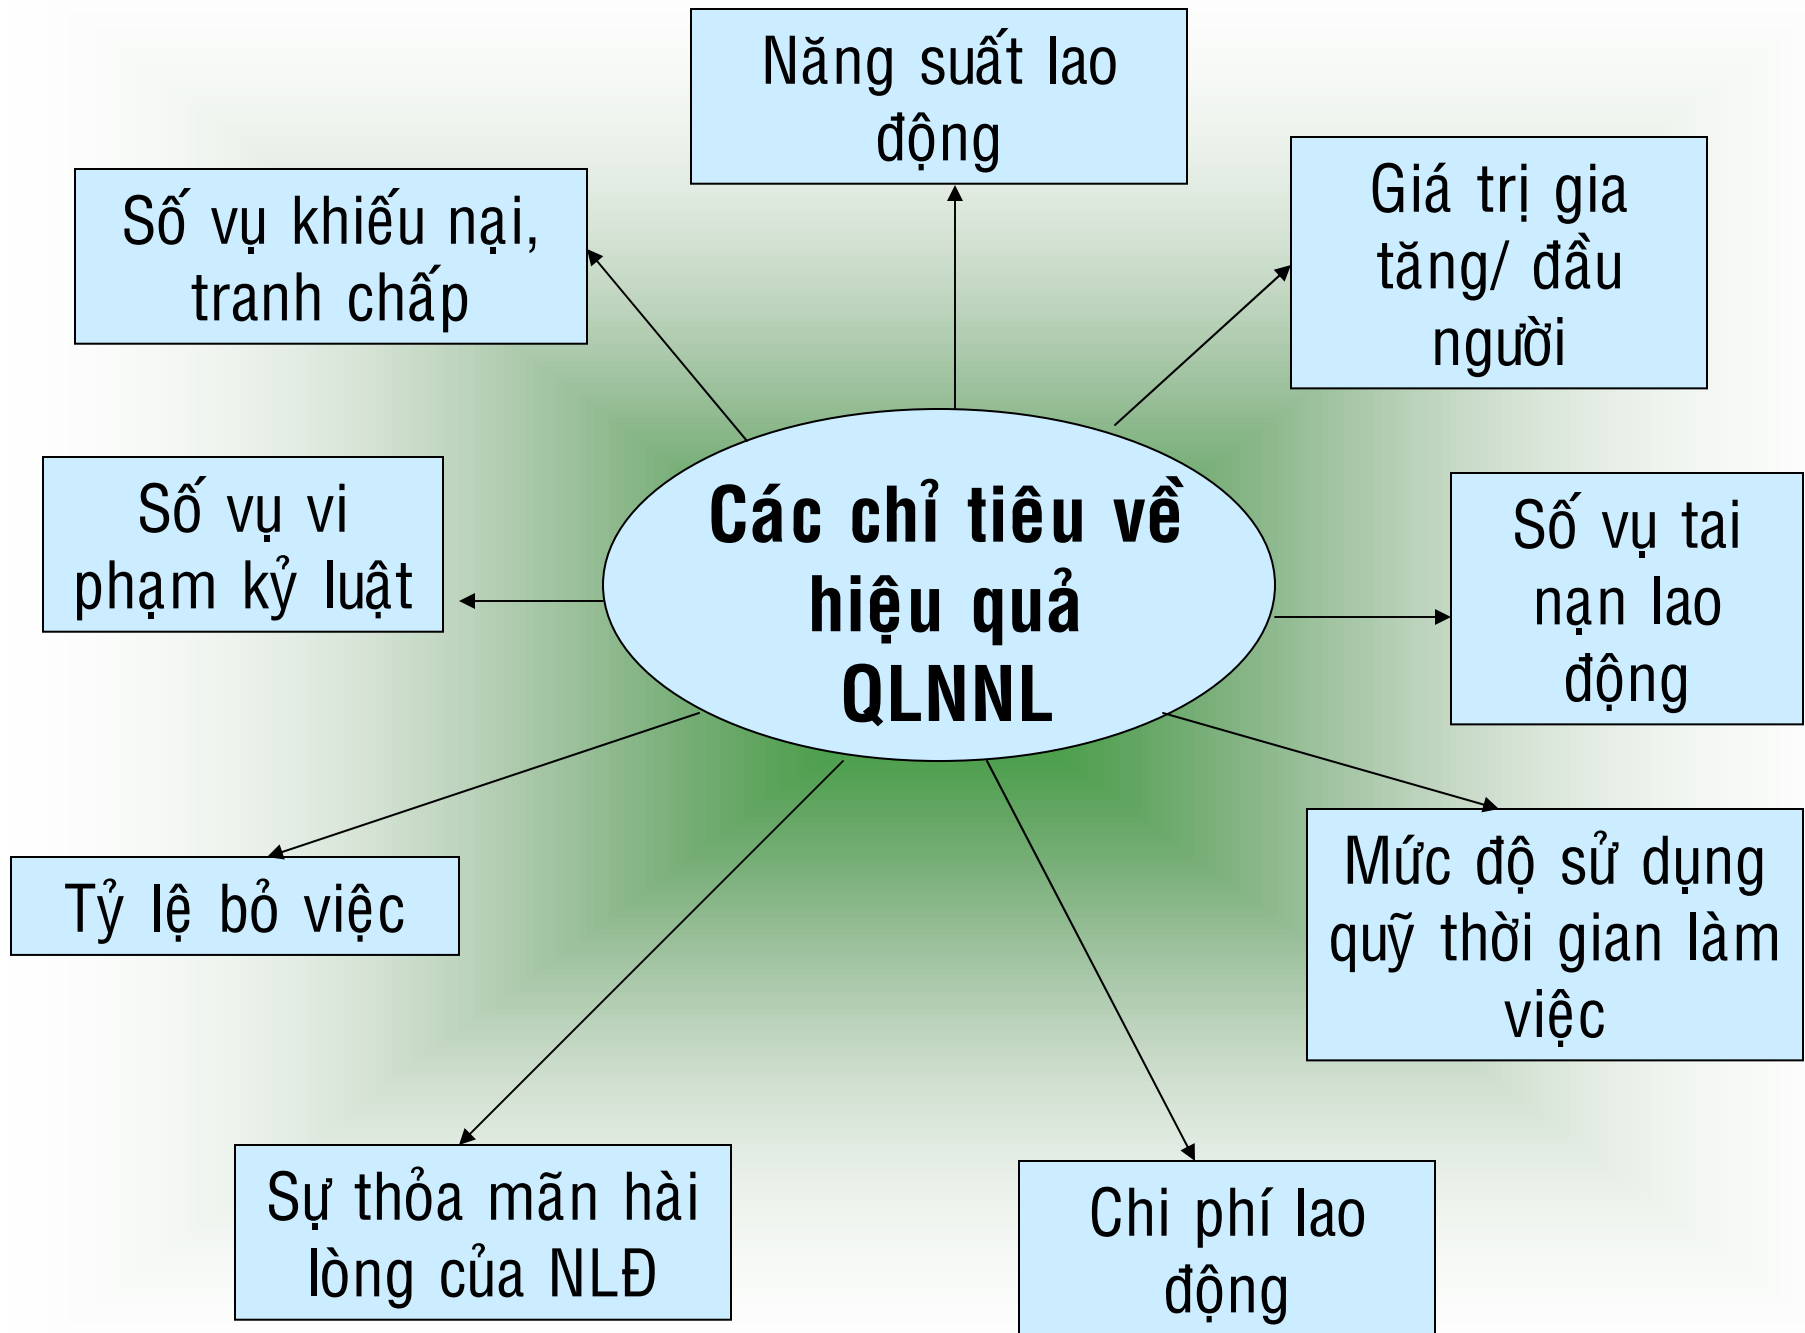 Năng suất lao
động
Giá trị gia
tăng/ đầu
người
Số vụ khiếu nại,
tranh chấp
Số vụ vi
phạm kỷ luật
Các chỉ tiêu về
hiệu quả
QLNNL
Số vụ tai
nạn lao
động
Tỷ lệ bỏ việc
Mức độ sử dụng
quỹ thời gian làm
việc
Sự thỏa mãn hài
lòng của NLĐ
Chi phí lao
động